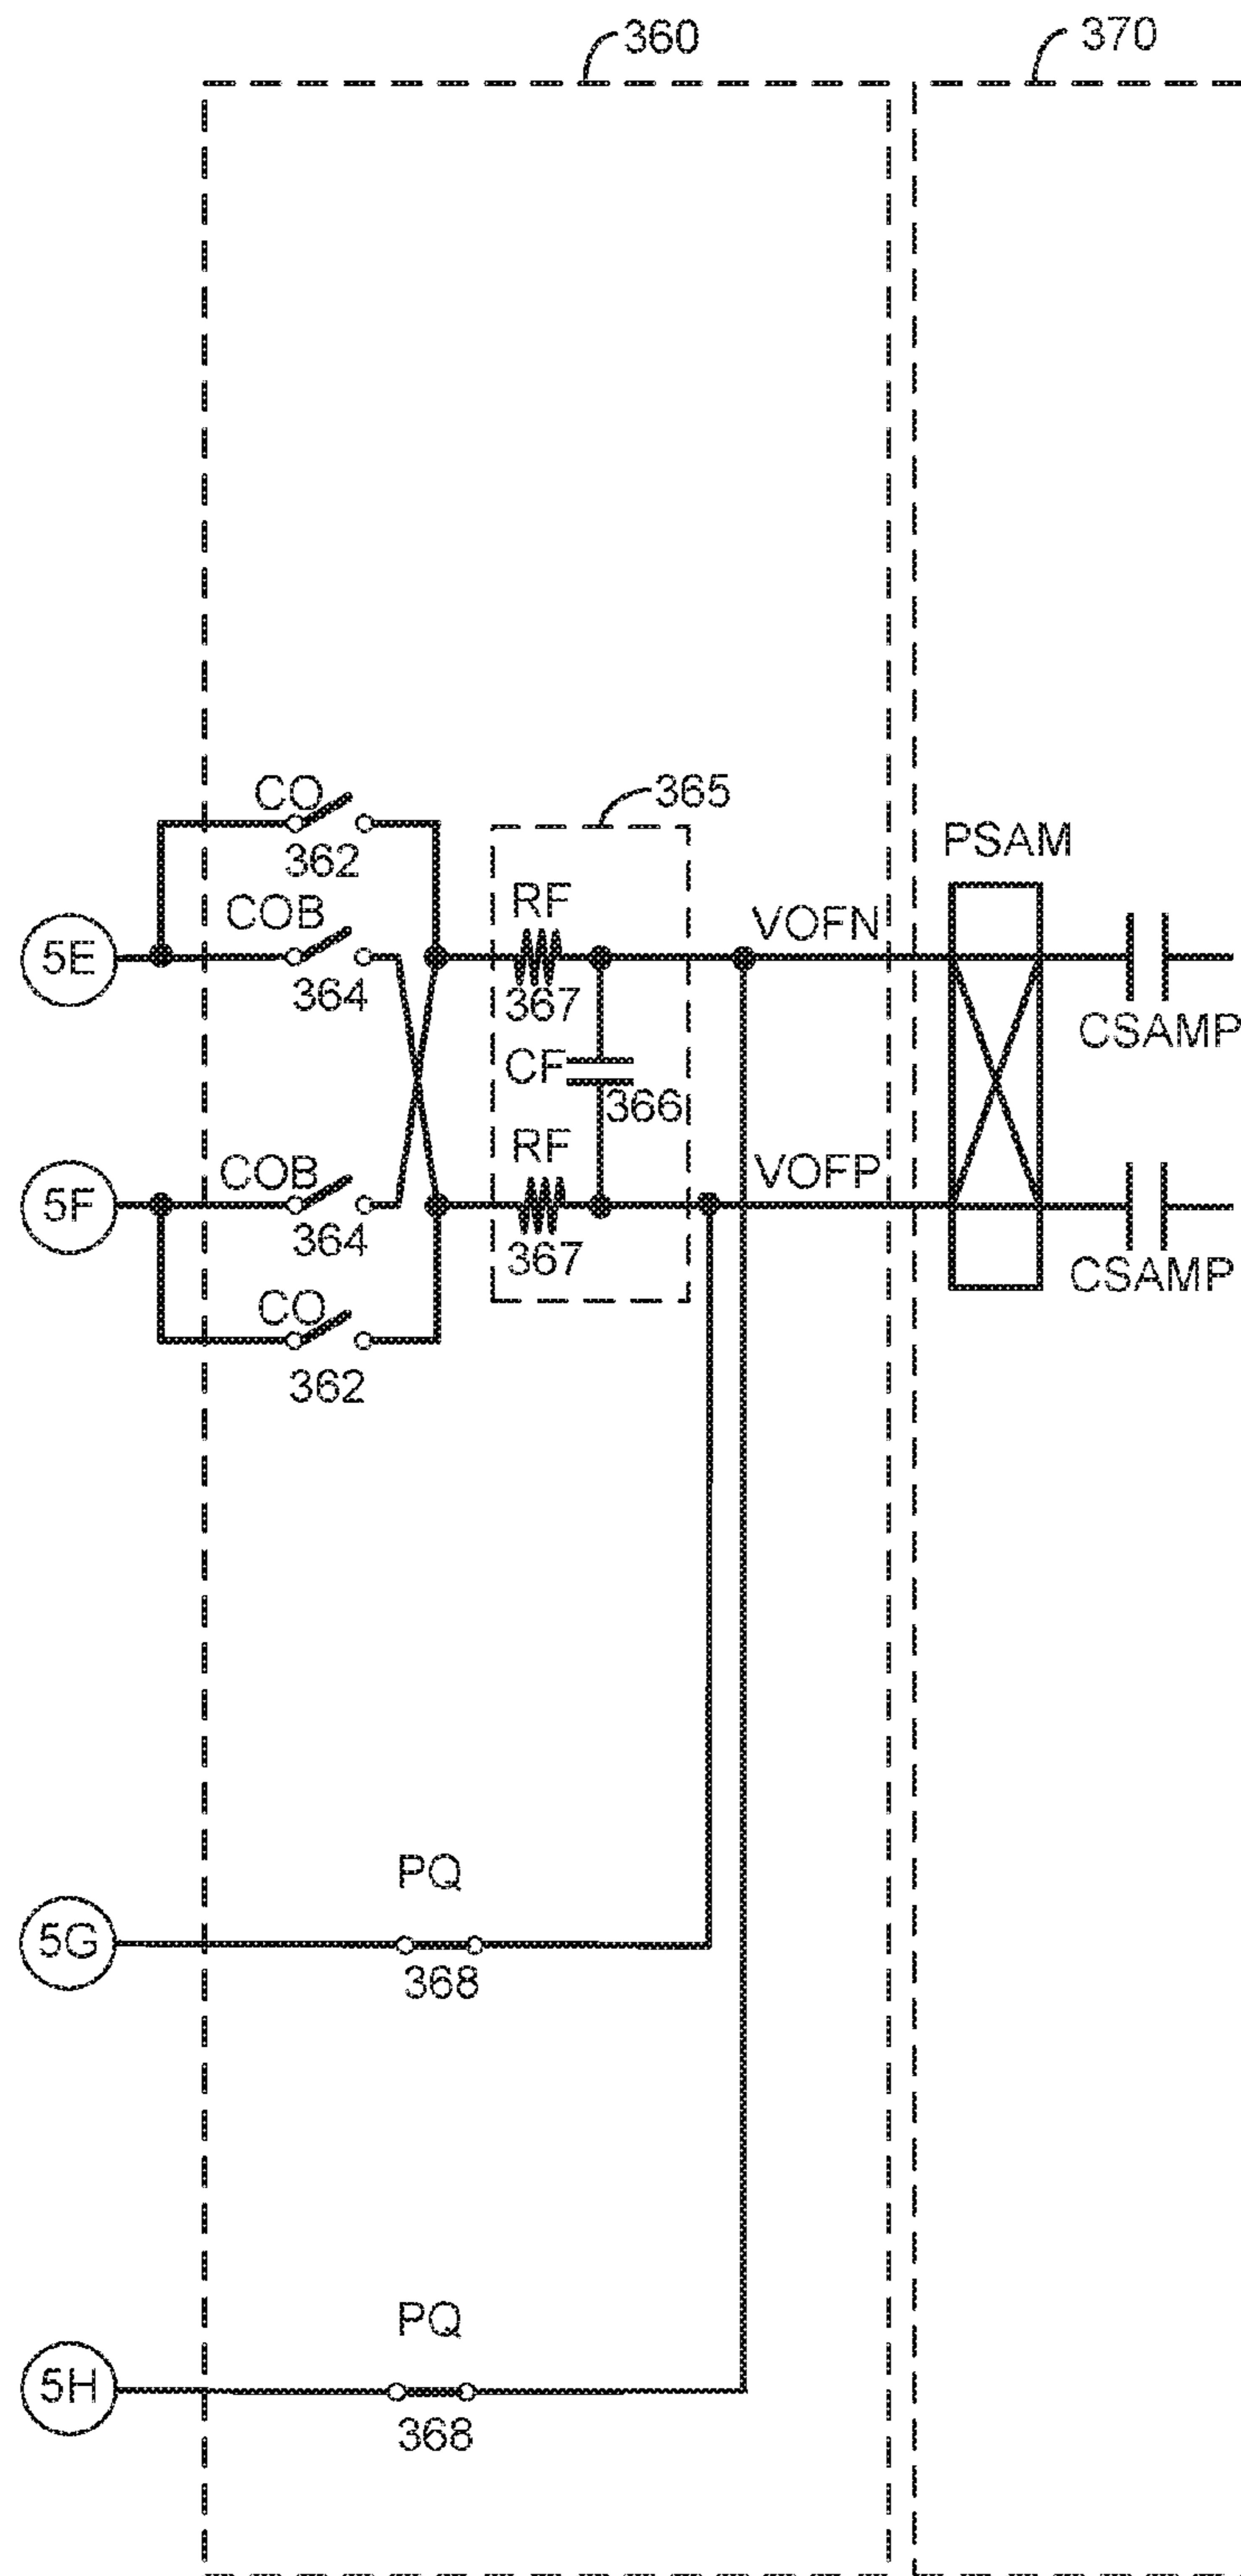 360
370
CO
362
365
PSAM
COB
RF
VOFN
5E
364
367
CSAMP
CF
366
COB
RF
VOFP
5F
364
367
CSAMP
CO
362
PQ
5G
368
PQ
5H
368